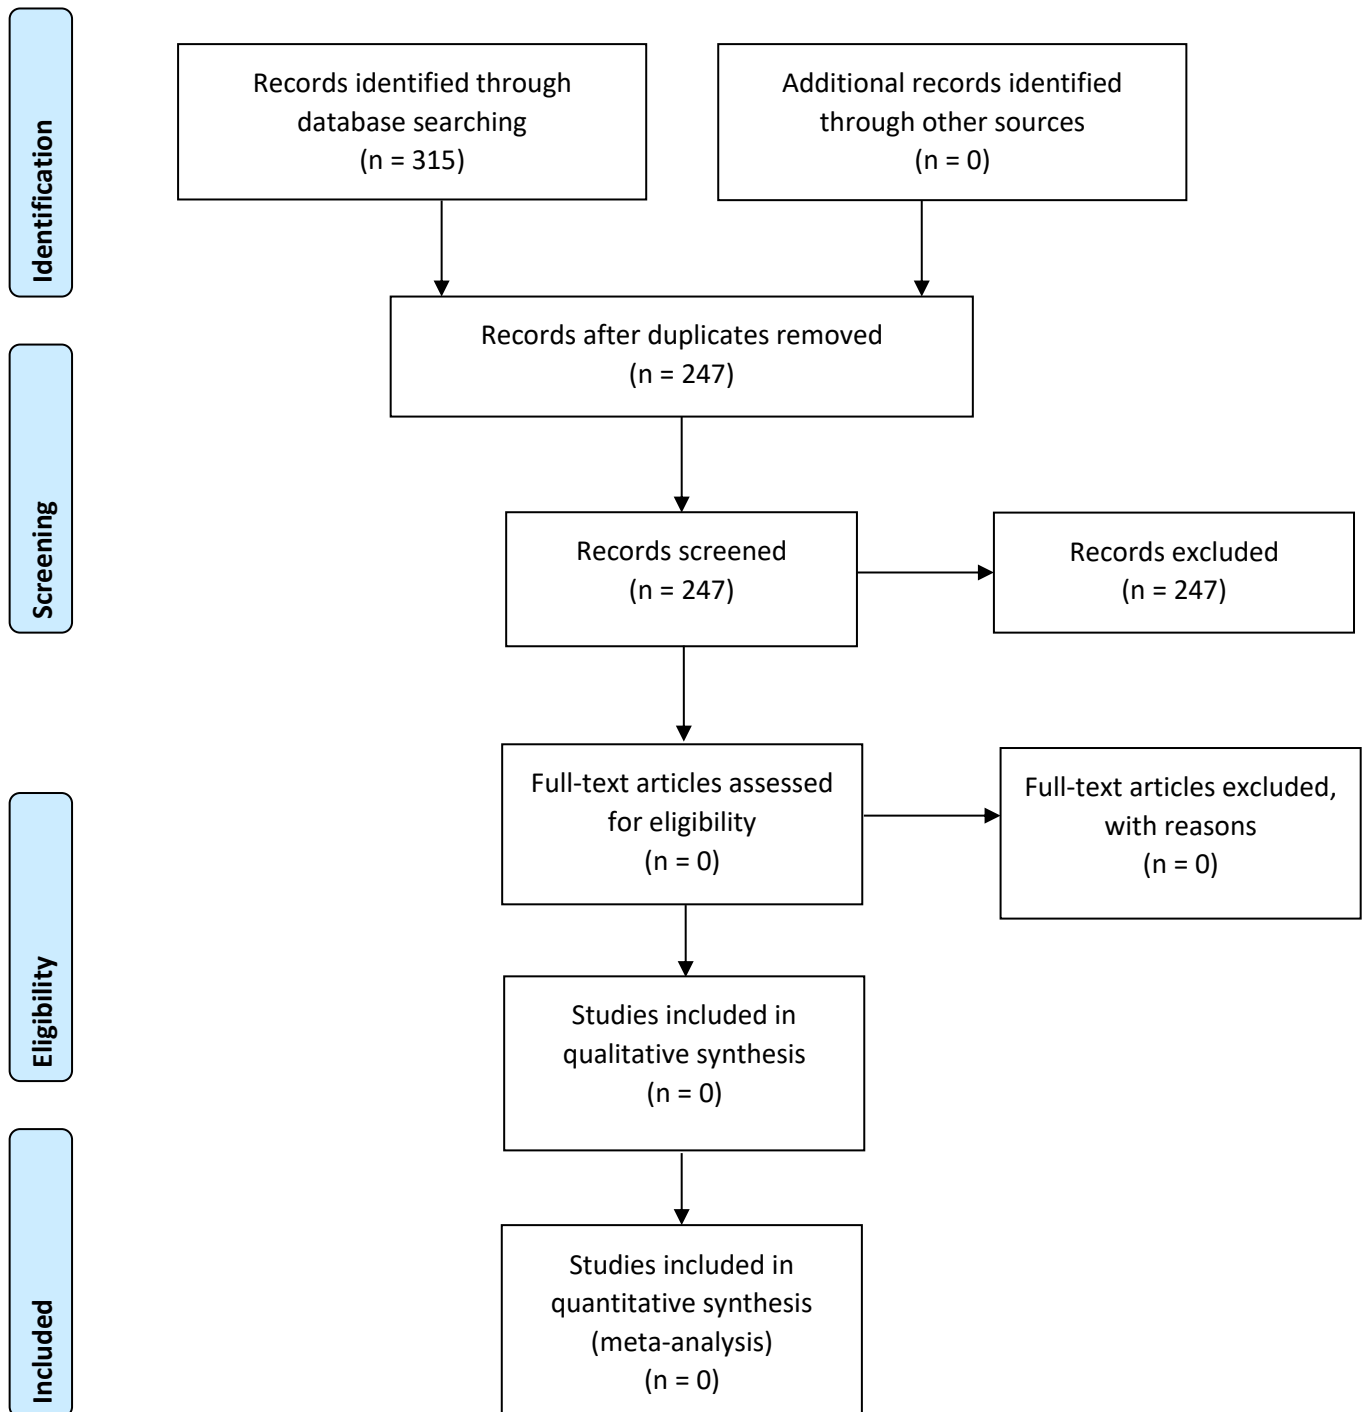 Identification
Records identified through
database searching
(n = 315)
Additional records identified
through other sources
(n = 0)
Records after duplicates removed
(n = 247)
Screening
Records screened
(n = 247)
Records excluded
(n = 247)
Eligibility
Full-text articles assessed
for eligibility
(n = 0)
Full-text articles excluded,
with reasons
(n = 0)
Studies included in
qualitative synthesis
(n = 0)
Included
Studies included in
quantitative synthesis
(meta-analysis)
(n = 0)